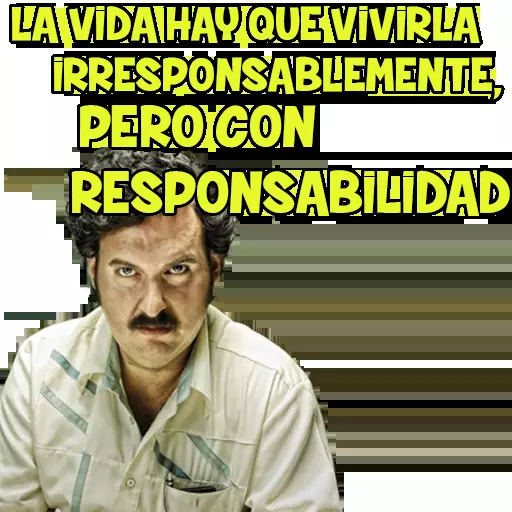 LA VIDA HAY QUE VIVIRLA
IRRESPONSABLEMENTE,
PERO CON
RESPONSABILIDAD